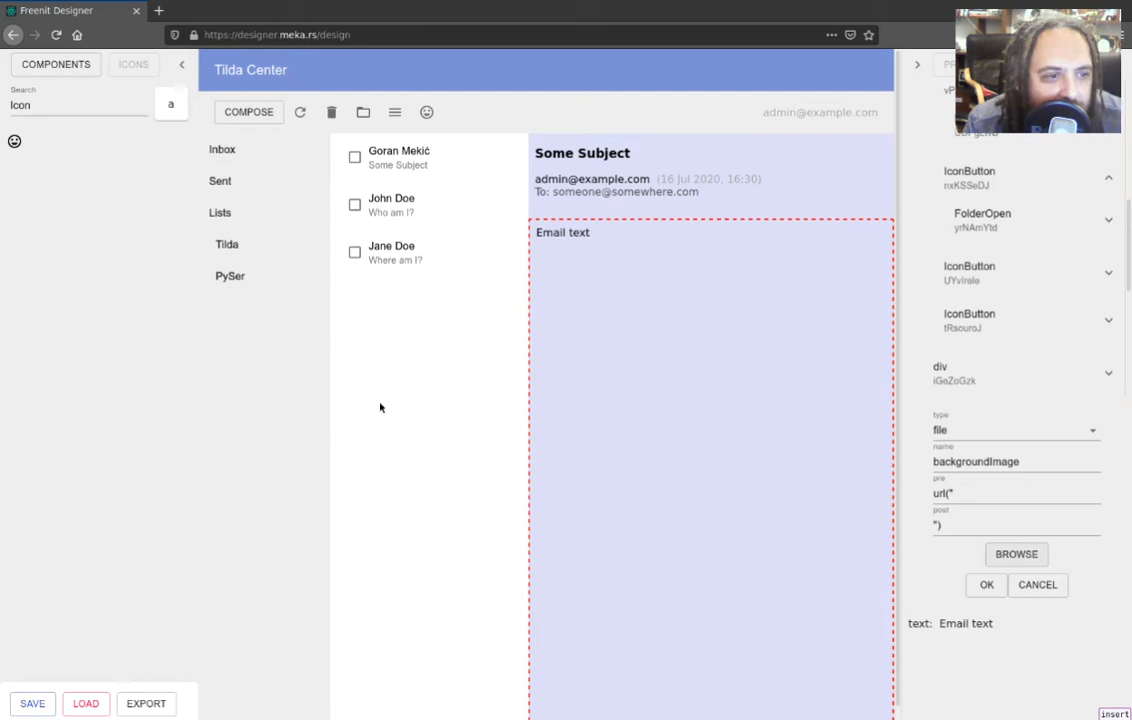 Freenit Designer
https://designer.meka.rs/design
COMPONENTS
ICONS
Search
Icon
a
Tilda Center
COMPOSE
admin@example.com
Inbox
Sent
Lists
Tilda
PySer
Goran Mekić
Some Subject
John Doe
Who am I?
Jane Doe
Where am I?
Some Subject
admin@example.com (16 Jul 2020, 16:30)
To: someone@somewhere.com
Email text
IconButton
nxKSSeDJ
FolderOpen
yrNAmYtd
IconButton
UYvIrele
IconButton
tRsouroJ
div
iGeZoGzk
type
file
name
backgroundImage
pre
url("
post
")
BROWSE
OK
CANCEL
text: Email text
SAVE
LOAD
EXPORT
insert